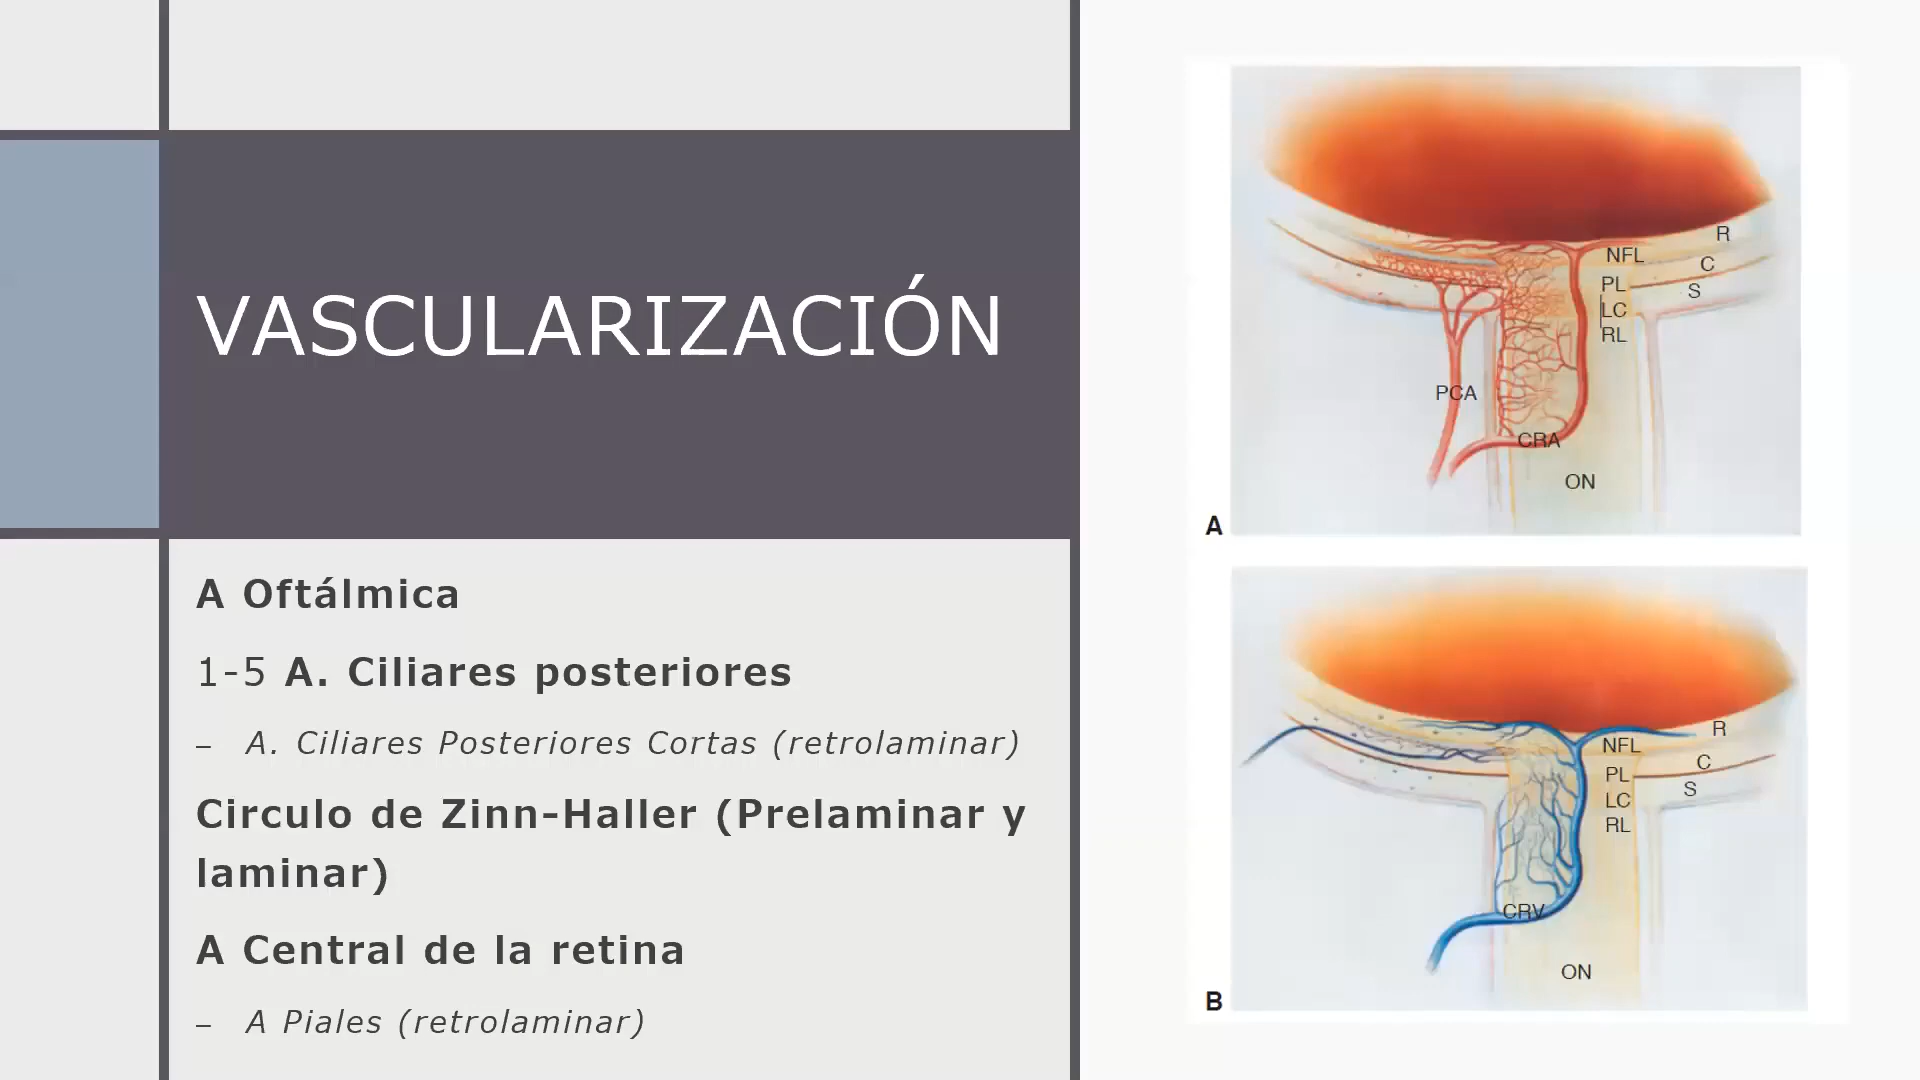 VASCULARIZACIÓN
A Oftálmica
1-5 A. Ciliares posteriores
– A. Ciliares Posteriores Cortas (retrolaminar)
Circulo de Zinn-Haller (Prelaminar y
laminar)
A Central de la retina
– A Piales (retrolaminar)
R
NFL
C
PL
S
LC
RL
PCA
CRA
ON
A
R
NFL
C
PL
S
LC
RL
CRV
ON
B